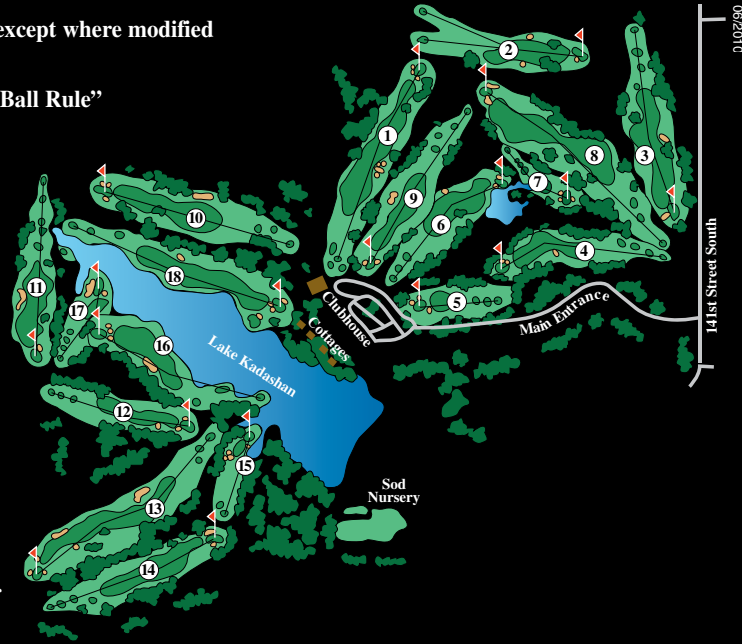 except where modified
Ball Rule”
06/2010
2
1
3
8
7
9
10
6
4
18
11
5
17
Clubhouse
Cottages
Main Entrance
141st Street South
16
Lake Kadashan
12
15
Sod
Nursery
13
14
.